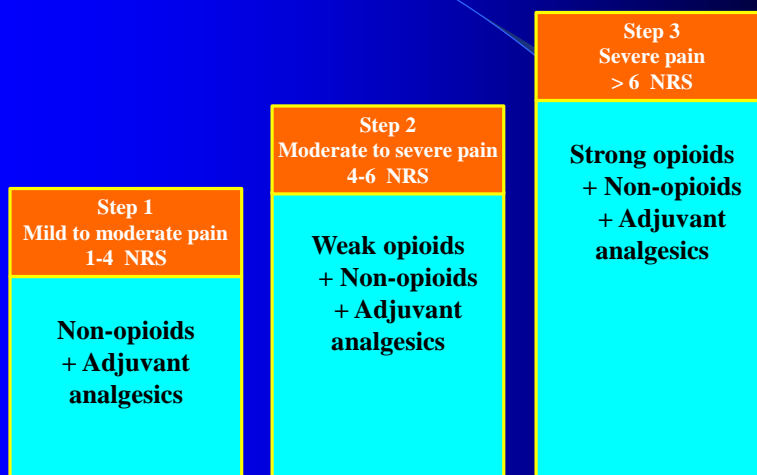 Step 1
Mild to moderate pain
1-4 NRS
Non-opioids
+ Adjuvant
analgesics
Step 2
Moderate to severe pain
4-6 NRS
Weak opioids
+ Non-opioids
+ Adjuvant
analgesics
Step 3
Severe pain
> 6 NRS
Strong opioids
+ Non-opioids
+ Adjuvant
analgesics